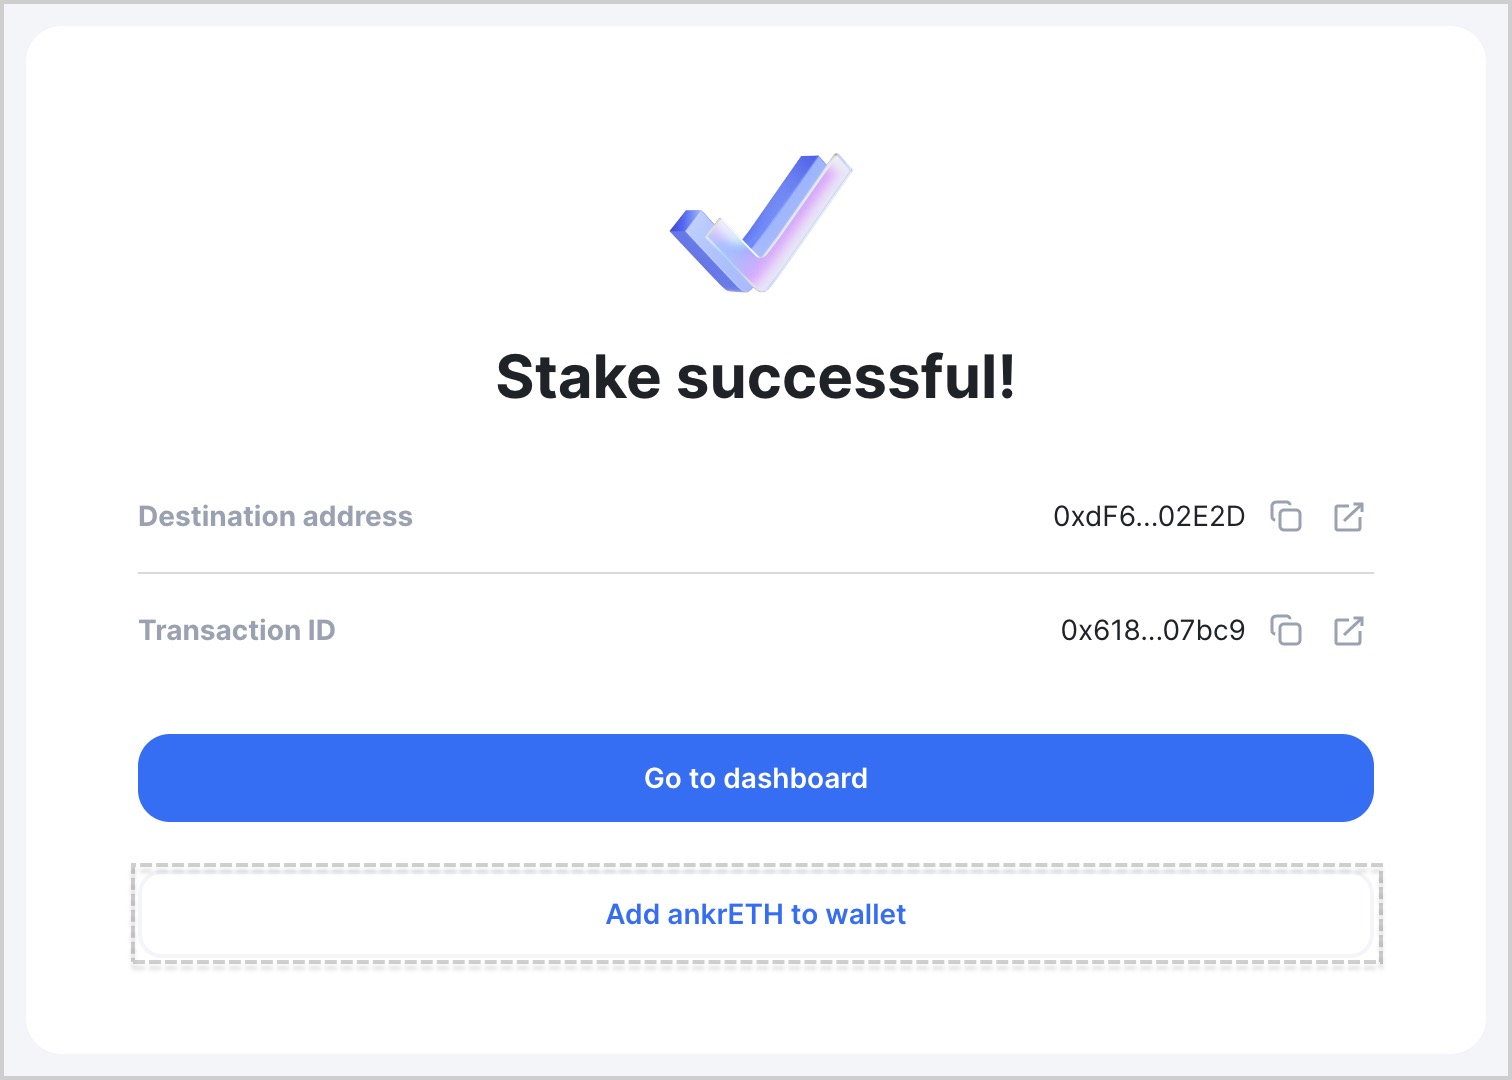 Stake successful!
Destination address 0xdF6...02E2D
Transaction ID 0x618...07bc9
Go to dashboard
Add ankrETH to wallet